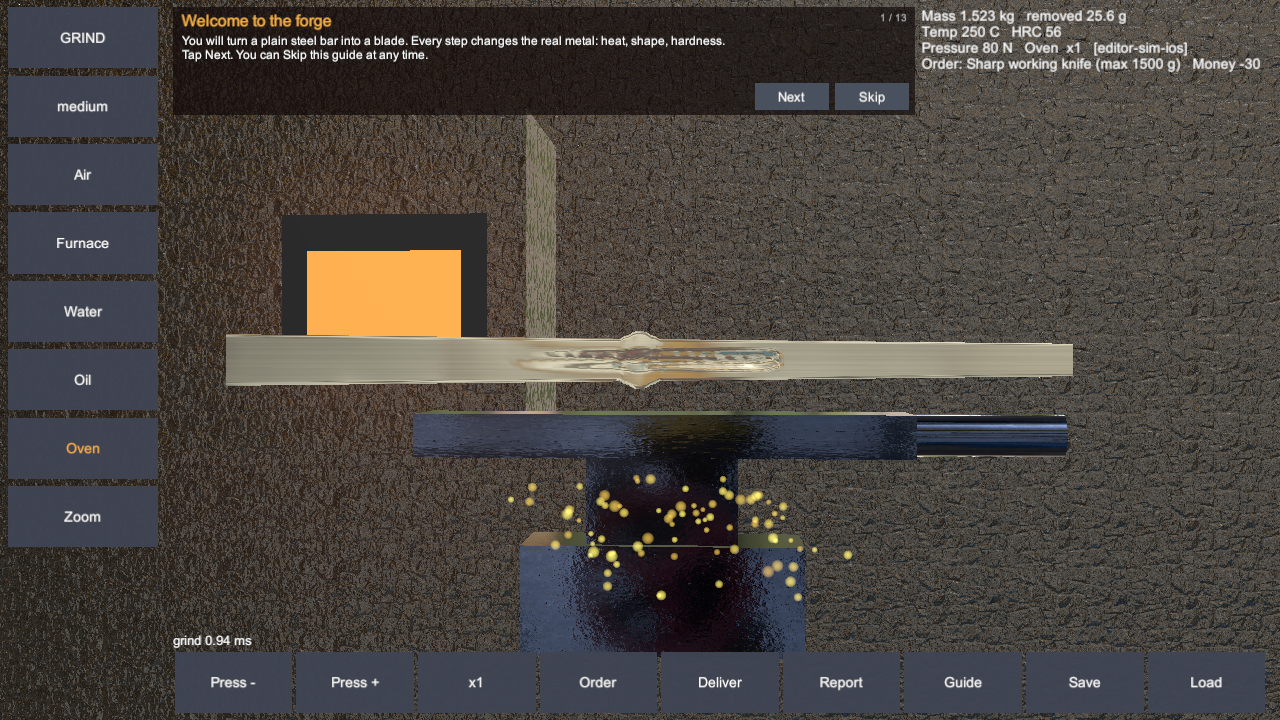 GRIND
medium
Air
Furnace
Water
Oil
Oven
Zoom
Welcome to the forge
1 / 13
You will turn a plain steel bar into a blade. Every step changes the real metal: heat, shape, hardness.
Tap Next. You can Skip this guide at any time.
Next
Skip
Mass 1.523 kg removed 25.6 g
Temp 250 C HRC 56
Pressure 80 N Oven x1 [editor-sim-ios]
Order: Sharp working knife (max 1500 g) Money -30
grind 0.94 ms
Press -
Press +
x1
Order
Deliver
Report
Guide
Save
Load